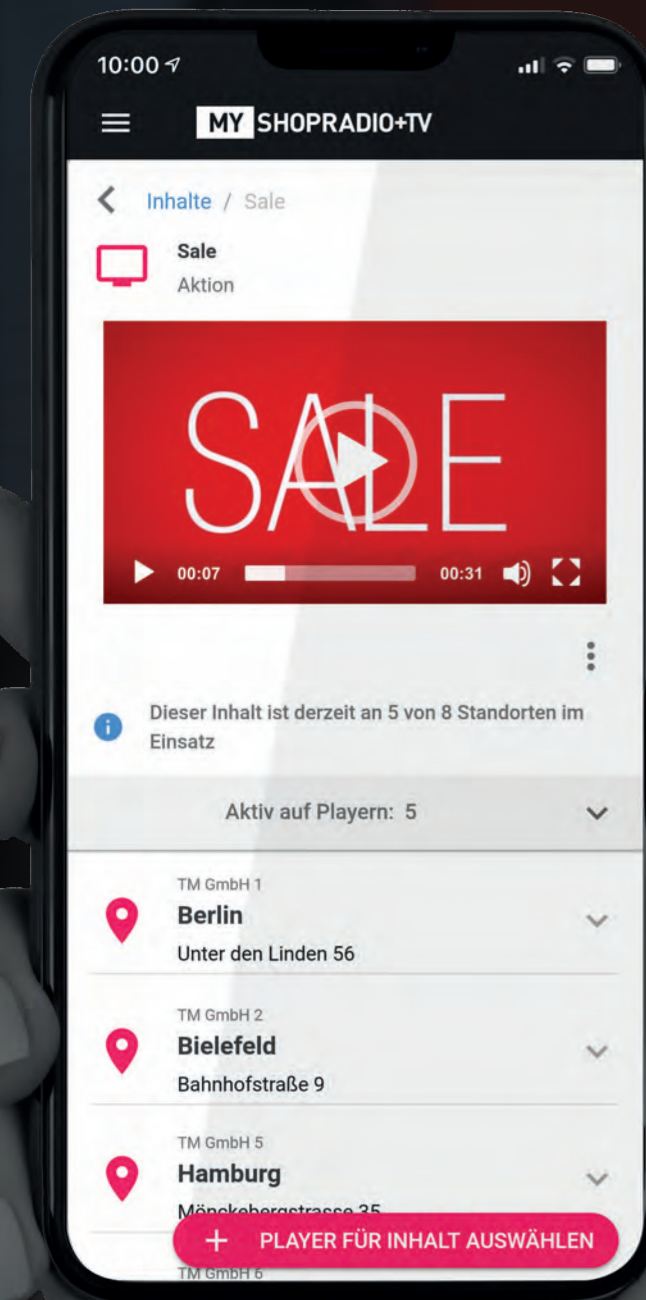 10:00
MY SHOPRADIO+TV
Inhalte / Sale
Sale
Aktion
SALE
00:07 00:31
Dieser Inhalt ist derzeit an 5 von 8 Standorten im
Einsatz
Aktiv auf Playern: 5
TM GmbH 1
Berlin
Unter den Linden 56
TM GmbH 2
Bielefeld
Bahnhofstraße 9
TM GmbH 5
Hamburg
Mönckebergstrasse 35
+ PLAYER FÜR INHALT AUSWÄHLEN
TM GmbH 6